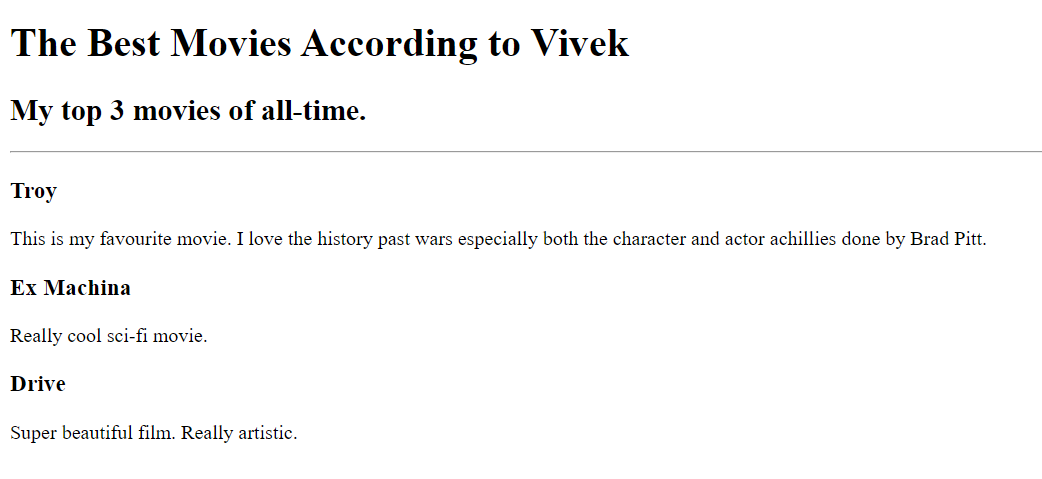 The Best Movies According to Vivek
My top 3 movies of all-time.
Troy
This is my favourite movie. I love the history past wars especially both the character and actor achillies done by Brad Pitt.
Ex Machina
Really cool sci-fi movie.
Drive
Super beautiful film. Really artistic.